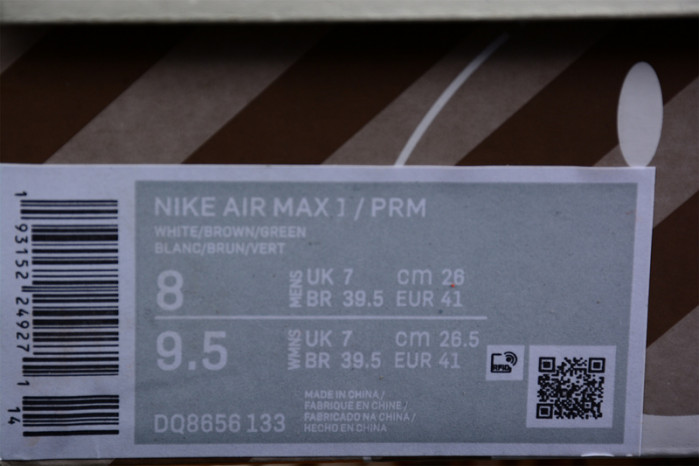 NIKE AIR MAX 1 / PRM
WHITE/BROWN/GREEN
BLANC/BRUN/VERT
8 MENS UK 7 cm 26
BR 39.5 EUR 41
9.5 WMNS UK 7 cm 26.5
BR 39.5 EUR 41
RFID
MADE IN CHINA/
FABRIQUE EN CHINE/
FABRICADO NA CHINA/
HECHO EN CHINA
DQ8656 133
1 93152 24927 1 14